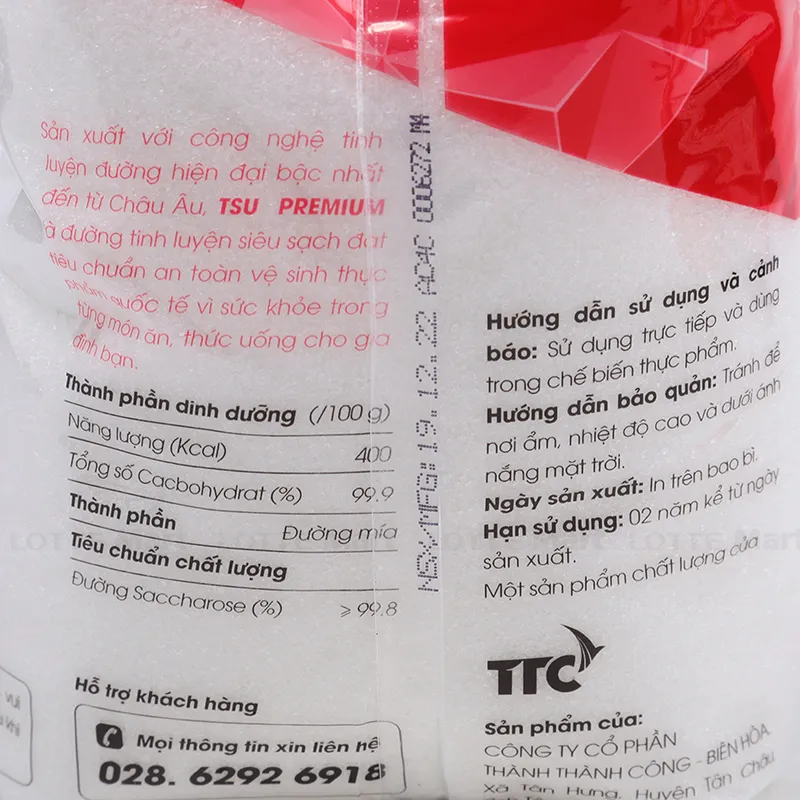 Sản xuất với công nghệ tinh
luyện đường hiện đại bậc nhất
đến từ Châu Âu, TSU PREMIUM
à đường tinh luyện siêu sạch đạt
tiêu chuẩn an toàn vệ sinh thực
phẩm quốc tế vì sức khỏe trong
từng món ăn, thức uống cho gia
đình bạn.
Thành phần dinh dưỡng (/100 g)
Năng lượng (Kcal) 400
Tổng số Cacbohydrat (%) 99.9
Thành phần Đường mía
Tiêu chuẩn chất lượng
Đường Saccharose (%) ≥ 99.8
Hỗ trợ khách hàng
Mọi thông tin xin liên hệ
028. 6292 6918
NSX/MFG: 19. 12. 22 AC4C 0006272 MA
Hướng dẫn sử dụng và cảnh
báo: Sử dụng trực tiếp và dùng
trong chế biến thực phẩm.
Hướng dẫn bảo quản: Tránh để
nơi ẩm, nhiệt độ cao và dưới ánh
nắng mặt trời.
Ngày sản xuất: In trên bao bì.
Hạn sử dụng: 02 năm kể từ ngày
sản xuất.
Một sản phẩm chất lượng của
TTC
Sản phẩm của:
CÔNG TY CỔ PHẦN
THÀNH THÀNH CÔNG - BIÊN HÒA
Xã Tân Hưng, Huyện Tân Châu
LOTTE Mart